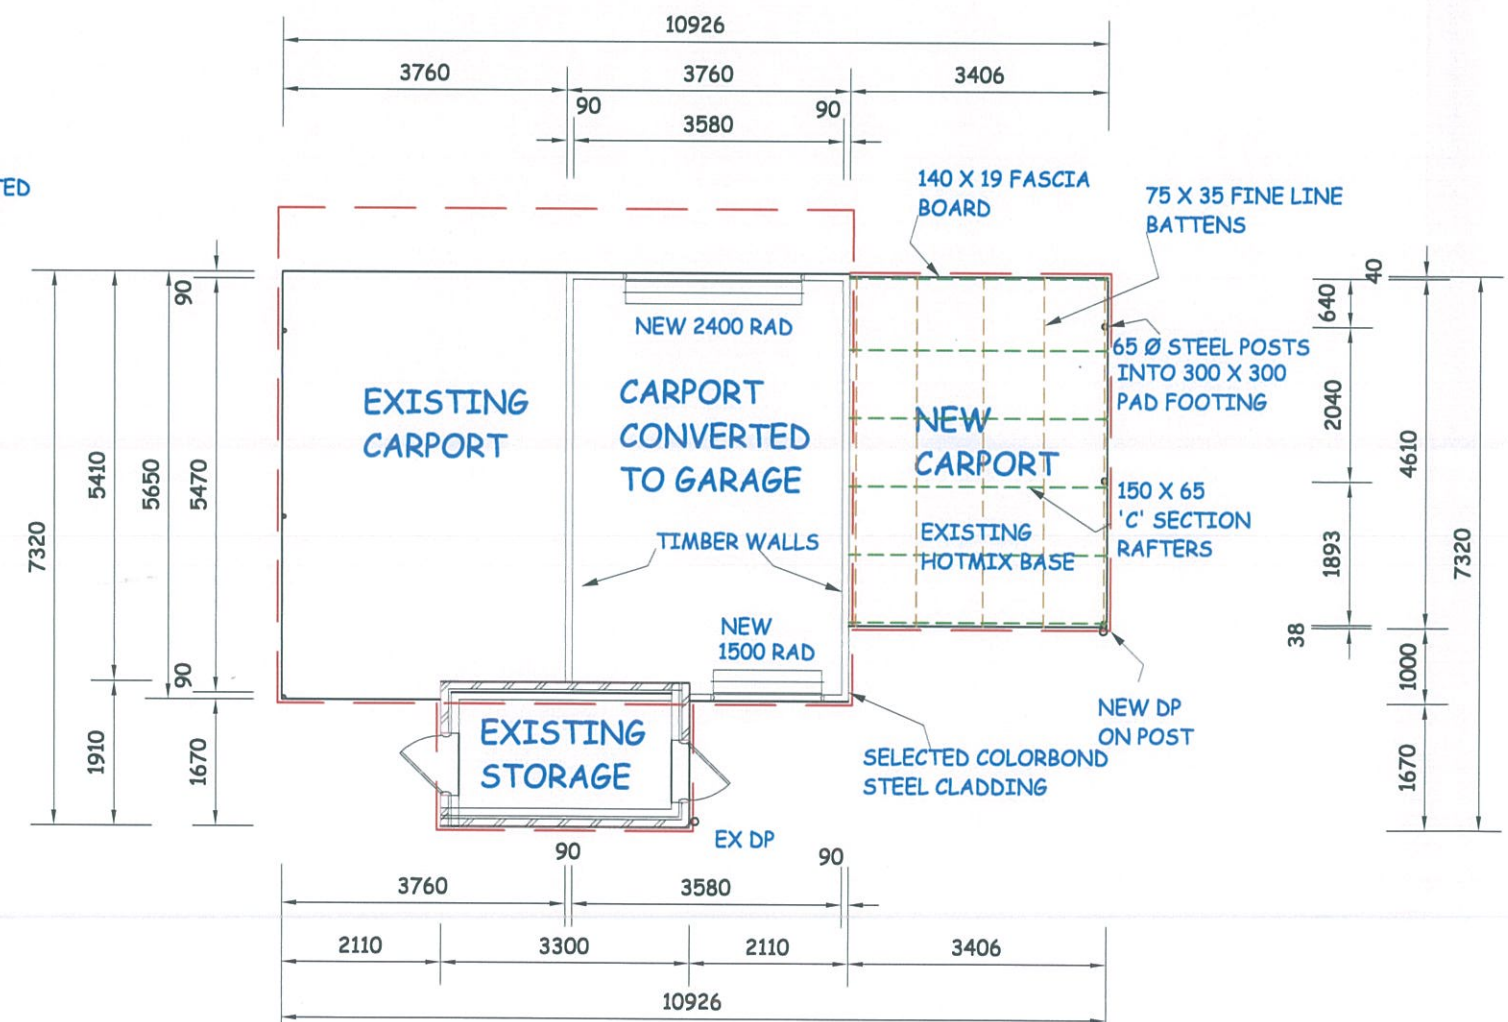 10926
3760
3760
3406
90
90
3580
TED
140 X 19 FASCIA
BOARD
75 X 35 FINE LINE
BATTENS
90
40
640
NEW 2400 RAD
65 Ø STEEL POSTS
INTO 300 X 300
PAD FOOTING
EXISTING
CARPORT
CARPORT
CONVERTED
TO GARAGE
NEW
CARPORT
2040
4610
5410
5650
5470
7320
150 X 65
'C' SECTION
RAFTERS
TIMBER WALLS
EXISTING
HOTMIX BASE
1893
7320
NEW
1500 RAD
38
90
1000
1910
1670
EXISTING
STORAGE
NEW DP
ON POST
SELECTED COLORBOND
STEEL CLADDING
1670
EX DP
90
90
3760
3580
2110
3300
2110
3406
10926